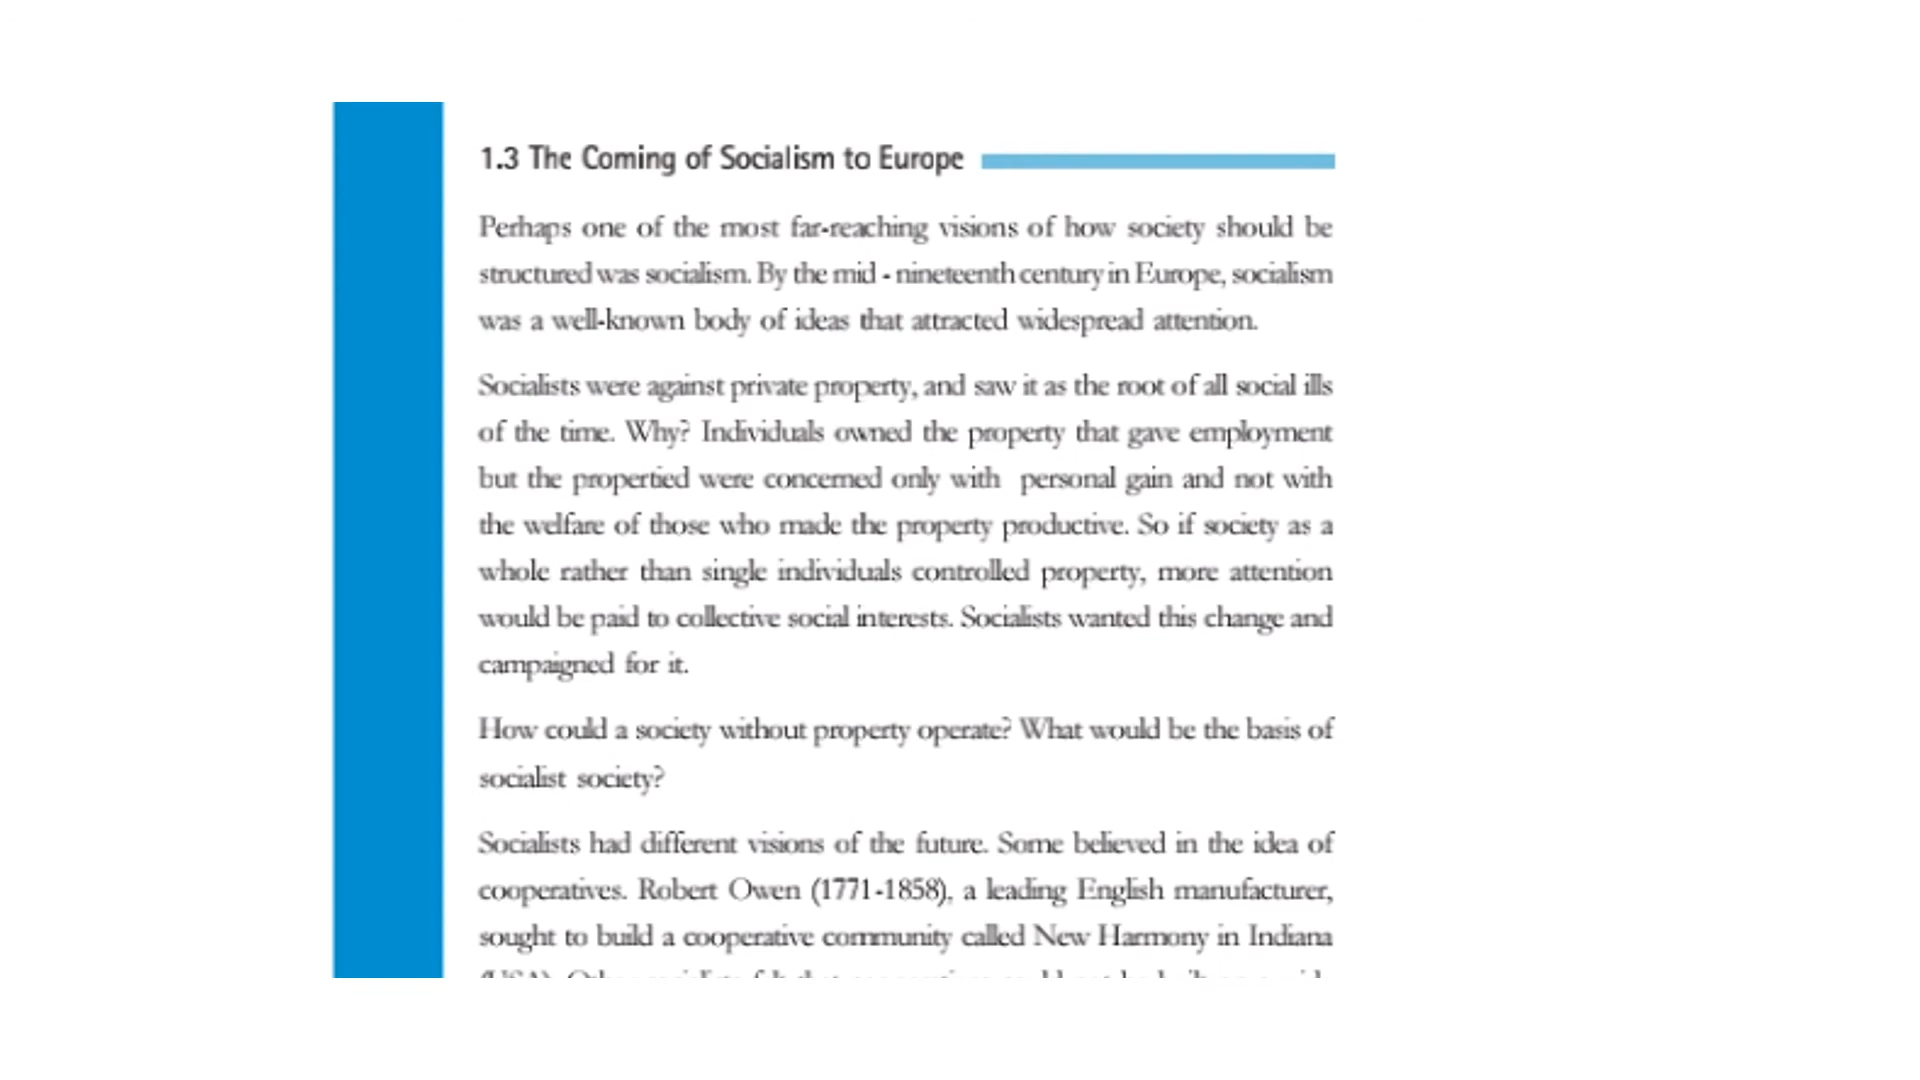 1.3 The Coming of Socialism to Europe
Perhaps one of the most far-reaching visions of how society should be
structured was socialism. By the mid - nineteenth century in Europe, socialism
was a well-known body of ideas that attracted widespread attention.
Socialists were against private property, and saw it as the root of all social ills
of the time. Why? Individuals owned the property that gave employment
but the propertied were concerned only with personal gain and not with
the welfare of those who made the property productive. So if society as a
whole rather than single individuals controlled property, more attention
would be paid to collective social interests. Socialists wanted this change and
campaigned for it.
How could a society without property operate? What would be the basis of
socialist society?
Socialists had different visions of the future. Some believed in the idea of
cooperatives. Robert Owen (1771-1858), a leading English manufacturer,
sought to build a cooperative community called New Harmony in Indiana